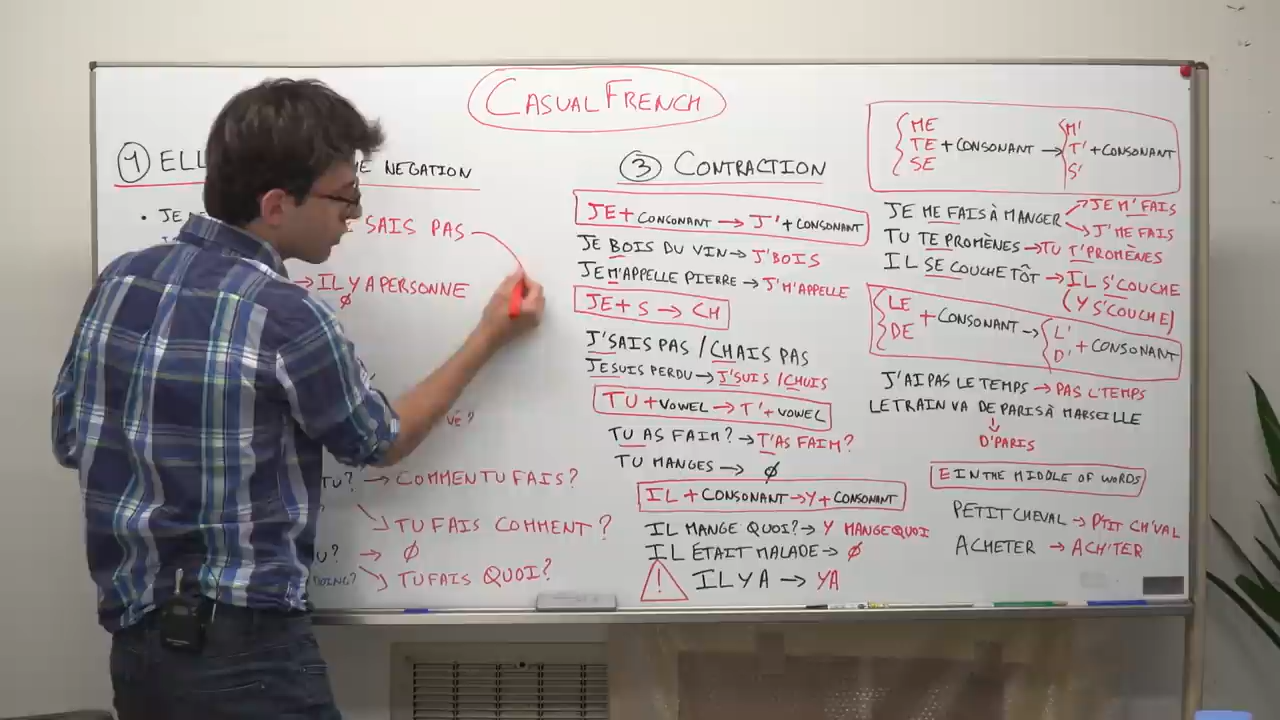 CASUAL FRENCH
① NE NEGATION
• JE
SAIS PAS
→ IL Y A PERSONNE
∅
TU? → COMMENT TU FAIS?
→ TU FAIS COMMENT?
U? → ∅
DOING? → TU FAIS QUOI?
③ CONTRACTION
JE + CONSONANT → J' + CONSONANT
JE BOIS DU VIN → J'BOIS
JE M'APPELLE PIERRE → J'M'APPELLE
JE + S → CH
J'SAIS PAS / CHAIS PAS
JE SUIS PERDU → J'SUIS / CHUIS
TU + VOWEL → T' + VOWEL
TU AS FAIM? → T'AS FAIM?
TU MANGES → ∅
IL + CONSONANT → Y + CONSONANT
IL MANGE QUOI? → Y MANGE QUOI
IL ÉTAIT MALADE → ∅
! IL Y A → YA
ME
TE + CONSONANT → T' + CONSONANT
SE
M'
S'
JE ME FAIS À MANGER → JE M'FAIS
→ J'ME FAIS
TU TE PROMÈNES → TU T'PROMÈNES
IL SE COUCHE TÔT → IL S'COUCHE
(Y S'COUCHE)
LE
DE + CONSONANT → L' D' + CONSONANT
J'AI PAS LE TEMPS → PAS L'TEMPS
LE TRAIN VA DE PARIS À MARSEILLE
↓
D'PARIS
E IN THE MIDDLE OF WORDS
PETIT CHEVAL → P'TIT CH'VAL
ACHETER → ACH'TER